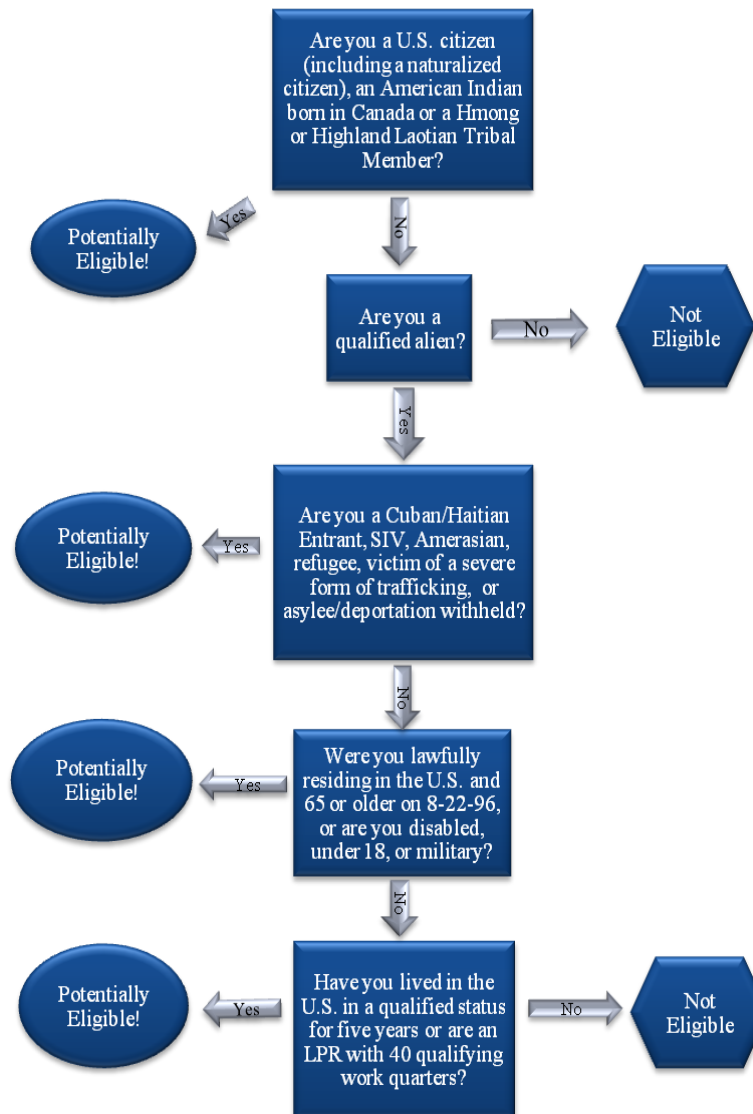 Are you a U.S. citizen
(including a naturalized
citizen), an American Indian
born in Canada or a Hmong
or Highland Laotian Tribal
Member?
Yes
No
Potentially
Eligible!
Are you a
qualified alien?
No
Not
Eligible
Yes
Are you a Cuban/Haitian
Entrant, SIV, Amerasian,
refugee, victim of a severe
form of trafficking, or
asylee/deportation withheld?
Yes
Potentially
Eligible!
No
Were you lawfully
residing in the U.S. and
65 or older on 8-22-96,
or are you disabled,
under 18, or military?
Yes
Potentially
Eligible!
No
Have you lived in the
U.S. in a qualified status
for five years or are an
LPR with 40 qualifying
work quarters?
Yes
Potentially
Eligible!
No
Not
Eligible